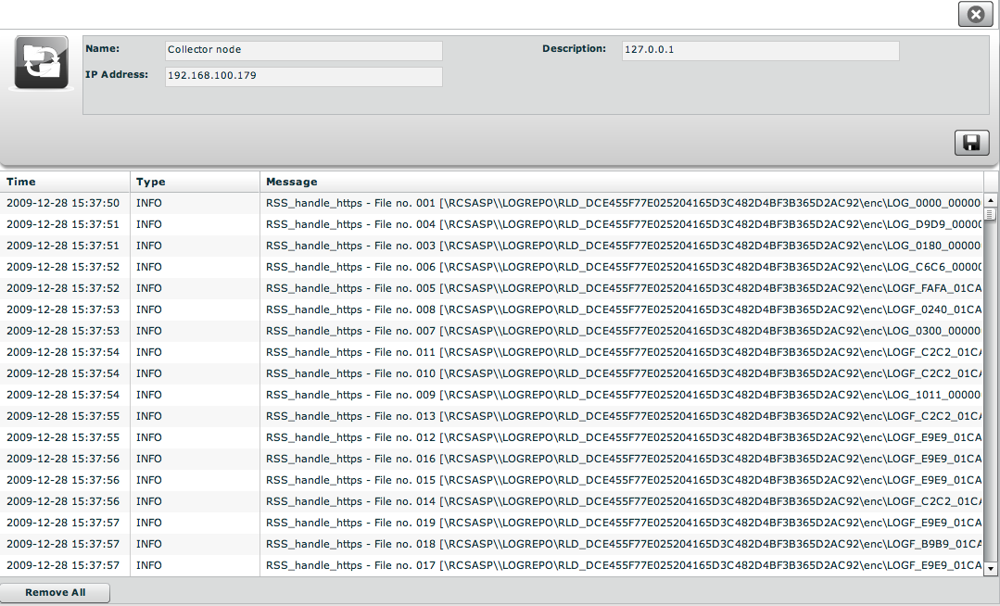 Name: Collector node Description: 127.0.0.1
IP Address: 192.168.100.179
Time Type Message
2009-12-28 15:37:50 INFO RSS_handle_https - File no. 001 [\RCSASP\\LOGREPO\RLD_DCE455F77E025204165D3C482D4BF3B365D2AC92\enc\LOG_0000_00000
2009-12-28 15:37:51 INFO RSS_handle_https - File no. 004 [\RCSASP\\LOGREPO\RLD_DCE455F77E025204165D3C482D4BF3B365D2AC92\enc\LOG_D9D9_00000
2009-12-28 15:37:51 INFO RSS_handle_https - File no. 003 [\RCSASP\\LOGREPO\RLD_DCE455F77E025204165D3C482D4BF3B365D2AC92\enc\LOG_0180_00000
2009-12-28 15:37:52 INFO RSS_handle_https - File no. 006 [\RCSASP\\LOGREPO\RLD_DCE455F77E025204165D3C482D4BF3B365D2AC92\enc\LOG_C6C6_00000
2009-12-28 15:37:52 INFO RSS_handle_https - File no. 005 [\RCSASP\\LOGREPO\RLD_DCE455F77E025204165D3C482D4BF3B365D2AC92\enc\LOGF_FAFA_01CA
2009-12-28 15:37:53 INFO RSS_handle_https - File no. 008 [\RCSASP\\LOGREPO\RLD_DCE455F77E025204165D3C482D4BF3B365D2AC92\enc\LOGF_0240_01CA
2009-12-28 15:37:53 INFO RSS_handle_https - File no. 007 [\RCSASP\\LOGREPO\RLD_DCE455F77E025204165D3C482D4BF3B365D2AC92\enc\LOG_0300_00000
2009-12-28 15:37:54 INFO RSS_handle_https - File no. 011 [\RCSASP\\LOGREPO\RLD_DCE455F77E025204165D3C482D4BF3B365D2AC92\enc\LOGF_C2C2_01CA
2009-12-28 15:37:54 INFO RSS_handle_https - File no. 010 [\RCSASP\\LOGREPO\RLD_DCE455F77E025204165D3C482D4BF3B365D2AC92\enc\LOGF_C2C2_01CA
2009-12-28 15:37:54 INFO RSS_handle_https - File no. 009 [\RCSASP\\LOGREPO\RLD_DCE455F77E025204165D3C482D4BF3B365D2AC92\enc\LOG_1011_00000
2009-12-28 15:37:55 INFO RSS_handle_https - File no. 013 [\RCSASP\\LOGREPO\RLD_DCE455F77E025204165D3C482D4BF3B365D2AC92\enc\LOGF_C2C2_01CA
2009-12-28 15:37:55 INFO RSS_handle_https - File no. 012 [\RCSASP\\LOGREPO\RLD_DCE455F77E025204165D3C482D4BF3B365D2AC92\enc\LOGF_E9E9_01CA
2009-12-28 15:37:56 INFO RSS_handle_https - File no. 016 [\RCSASP\\LOGREPO\RLD_DCE455F77E025204165D3C482D4BF3B365D2AC92\enc\LOGF_E9E9_01CA
2009-12-28 15:37:56 INFO RSS_handle_https - File no. 015 [\RCSASP\\LOGREPO\RLD_DCE455F77E025204165D3C482D4BF3B365D2AC92\enc\LOGF_E9E9_01CA
2009-12-28 15:37:56 INFO RSS_handle_https - File no. 014 [\RCSASP\\LOGREPO\RLD_DCE455F77E025204165D3C482D4BF3B365D2AC92\enc\LOGF_C2C2_01CA
2009-12-28 15:37:57 INFO RSS_handle_https - File no. 019 [\RCSASP\\LOGREPO\RLD_DCE455F77E025204165D3C482D4BF3B365D2AC92\enc\LOGF_E9E9_01CA
2009-12-28 15:37:57 INFO RSS_handle_https - File no. 018 [\RCSASP\\LOGREPO\RLD_DCE455F77E025204165D3C482D4BF3B365D2AC92\enc\LOGF_B9B9_01CA
2009-12-28 15:37:57 INFO RSS_handle_https - File no. 017 [\RCSASP\\LOGREPO\RLD_DCE455F77E025204165D3C482D4BF3B365D2AC92\enc\LOGF_E9E9_01CA
Remove All